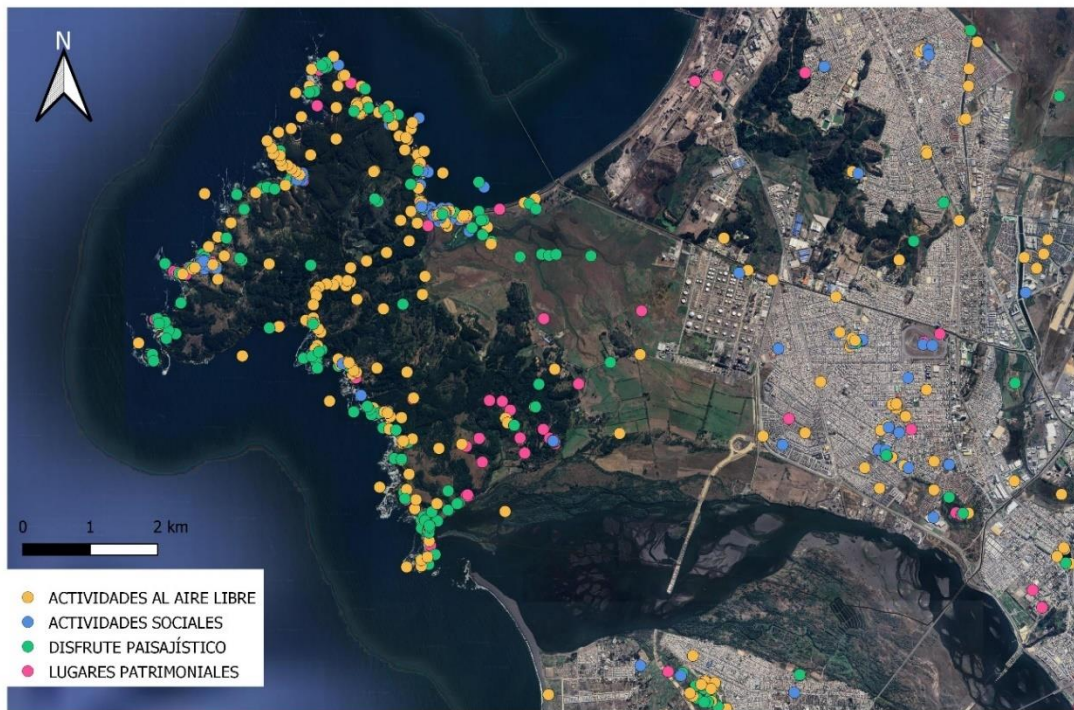 N
0 1 2 km
ACTIVIDADES AL AIRE LIBRE
ACTIVIDADES SOCIALES
DISFRUTE PAISAJÍSTICO
LUGARES PATRIMONIALES